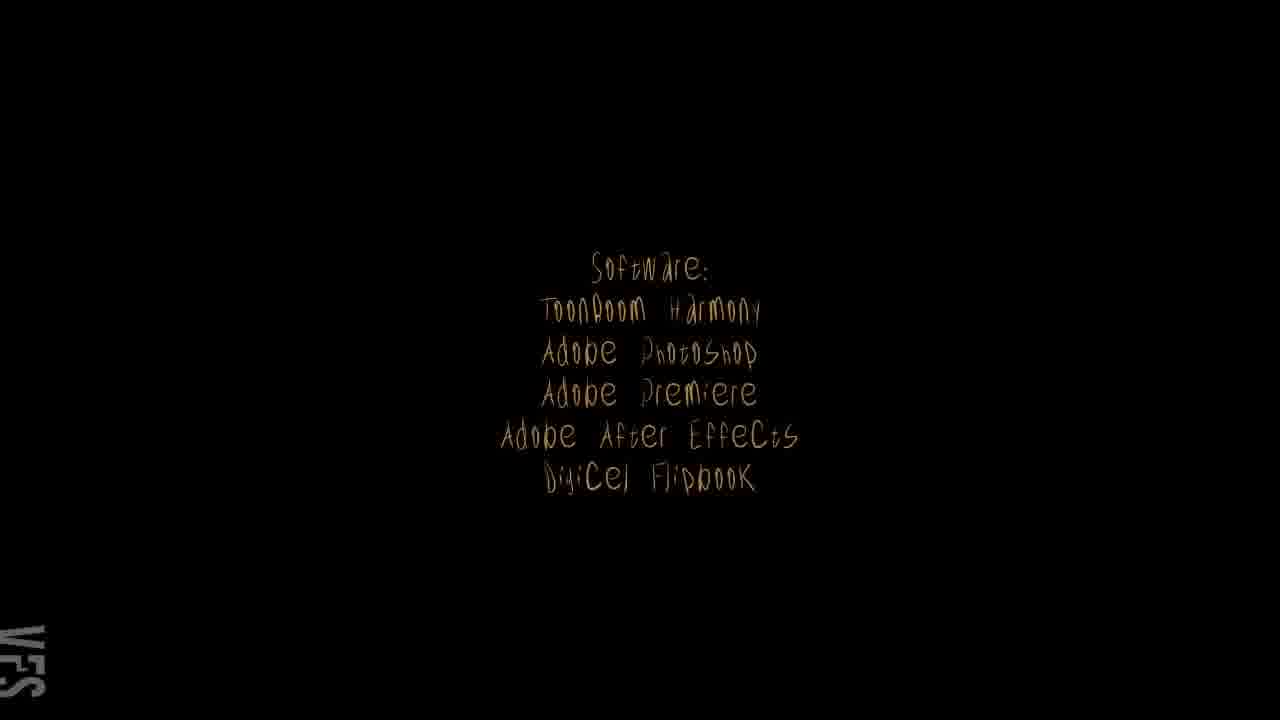 Software:
ToonBoom Harmony
Adobe Photoshop
Adobe Premiere
Adobe After Effects
DigiCel Flipbook
VFS